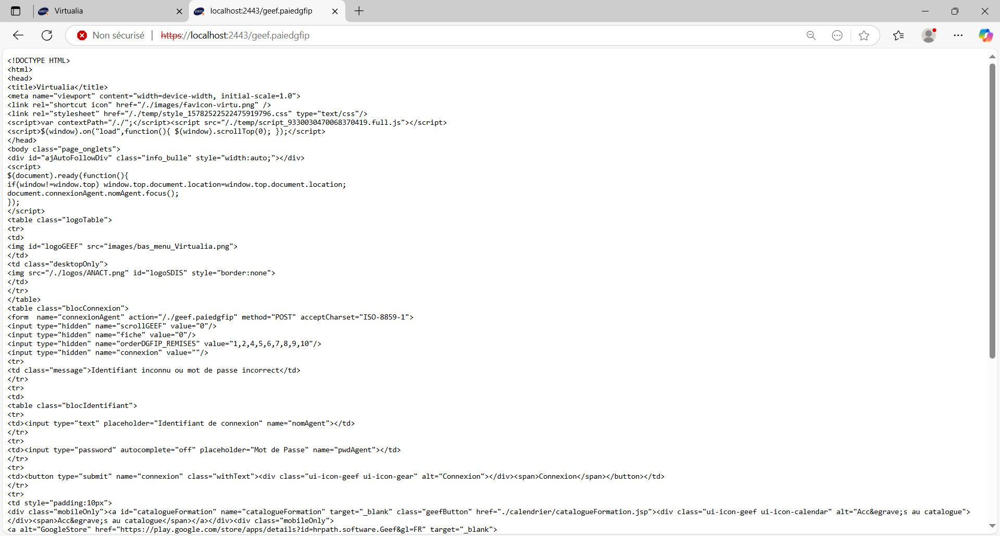 Virtualia
localhost:2443/geef.paiedgfip
Non sécurisé | https://localhost:2443/geef.paiedgfip
<!DOCTYPE HTML>
<html>
<head>
<title>Virtualia</title>
<meta name="viewport" content="width=device-width, initial-scale=1.0">
<link rel="shortcut icon" href="/./images/favicon-virtu.png" />
<link rel="stylesheet" href="/./temp/style_15782522522475919796.css" type="text/css"/>
<script>var contextPath="/./";</script><script src="/./temp/script_9330030470068370419.full.js"></script>
<script>$(window).on("load",function(){ $(window).scrollTop(0); });</script>
</head>
<body class="page_onglets">
<div id="ajAutoFollowDiv" class="info_bulle" style="width:auto;"></div>
<script>
$(document).ready(function(){
if(window!=window.top) window.top.document.location=window.top.document.location;
document.connexionAgent.nomAgent.focus();
});
</script>
<table class="logoTable">
<tr>
<td>
<img id="logoGEEF" src="images/bas_menu_Virtualia.png">
</td>
<td class="desktopOnly">
<img src="/./logos/ANACT.png" id="logoSDIS" style="border:none">
</td>
</tr>
</table>
<table class="blocConnexion">
<form  name="connexionAgent" action="/./geef.paiedgfip" method="POST" acceptCharset="ISO-8859-1">
<input type="hidden" name="scrollGEEF" value="0"/>
<input type="hidden" name="fiche" value="0"/>
<input type="hidden" name="orderDGFIP_REMISES" value="1,2,4,5,6,7,8,9,10"/>
<input type="hidden" name="connexion" value=""/>
<tr>
<td class="message">Identifiant inconnu ou mot de passe incorrect</td>
</tr>
<tr>
<td>
<table class="blocIdentifiant">
<tr>
<td><input type="text" placeholder="Identifiant de connexion" name="nomAgent"></td>
</tr>
<tr>
<td><input type="password" autocomplete="off" placeholder="Mot de Passe" name="pwdAgent"></td>
</tr>
<tr>
<td><button type="submit" name="connexion" class="withText"><div class="ui-icon-geef ui-icon-gear" alt="Connexion"></div><span>Connexion</span></button></td>
</tr>
<tr>
<td style="padding:10px">
<div class="mobileOnly"><a id="catalogueFormation" name="catalogueFormation" target="_blank" class="geefButton" href="./calendrier/catalogueFormation.jsp"><div class="ui-icon-geef ui-icon-calendar" alt="Acc&egrave;s au catalogue">
</div><span>Acc&egrave;s au catalogue</span></a></div><div class="mobileOnly">
<a alt="GoogleStore" href="https://play.google.com/store/apps/details?id=hrpath.software.Geef&gl=FR" target="_blank">